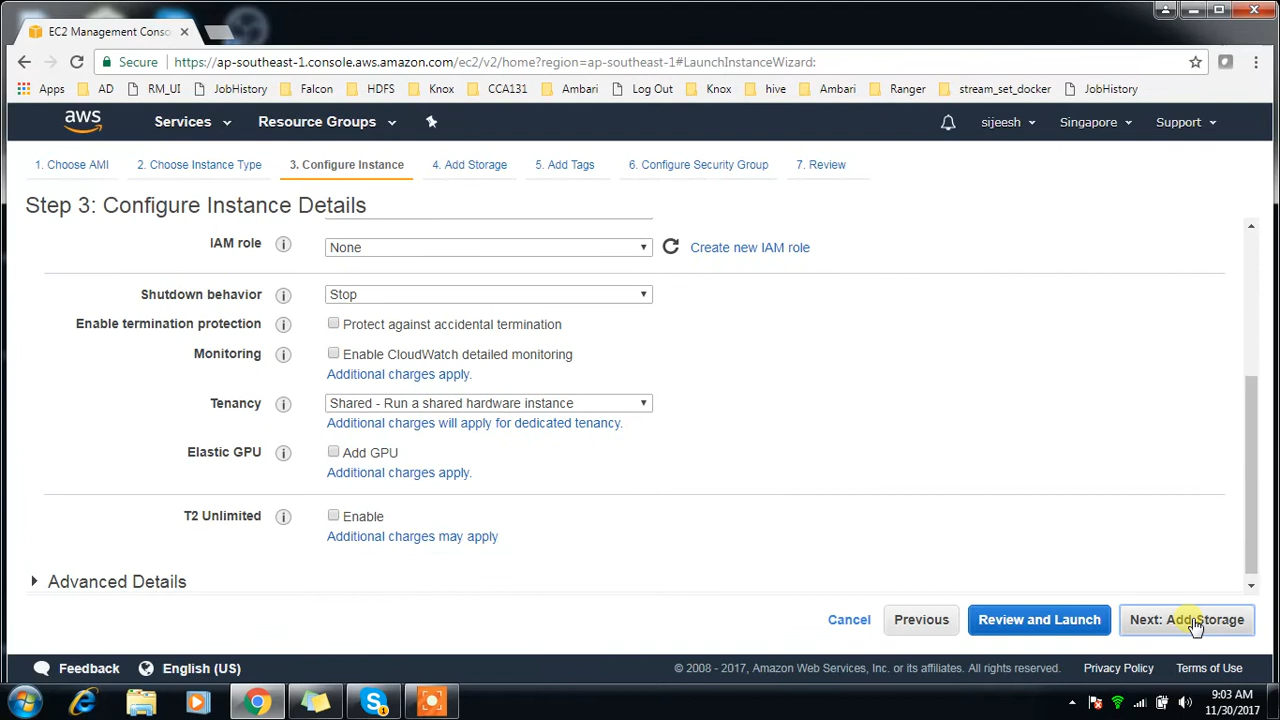 EC2 Management Conso
Secure https://ap-southeast-1.console.aws.amazon.com/ec2/v2/home?region=ap-southeast-1#LaunchInstanceWizard:
Apps AD RM_UI JobHistory Falcon HDFS Knox CCA131 Ambari Log Out Knox hive Ambari Ranger stream_set_docker JobHistory
aws Services Resource Groups sijeesh Singapore Support
1. Choose AMI 2. Choose Instance Type 3. Configure Instance 4. Add Storage 5. Add Tags 6. Configure Security Group 7. Review
Step 3: Configure Instance Details
IAM role i None Create new IAM role
Shutdown behavior i Stop
Enable termination protection i Protect against accidental termination
Monitoring i Enable CloudWatch detailed monitoring
Additional charges apply.
Tenancy i Shared - Run a shared hardware instance
Additional charges will apply for dedicated tenancy.
Elastic GPU i Add GPU
Additional charges apply.
T2 Unlimited i Enable
Additional charges may apply
Advanced Details
Cancel Previous Review and Launch Next: Add Storage
Feedback English (US) © 2008 - 2017, Amazon Web Services, Inc. or its affiliates. All rights reserved. Privacy Policy Terms of Use
9:03 AM
11/30/2017